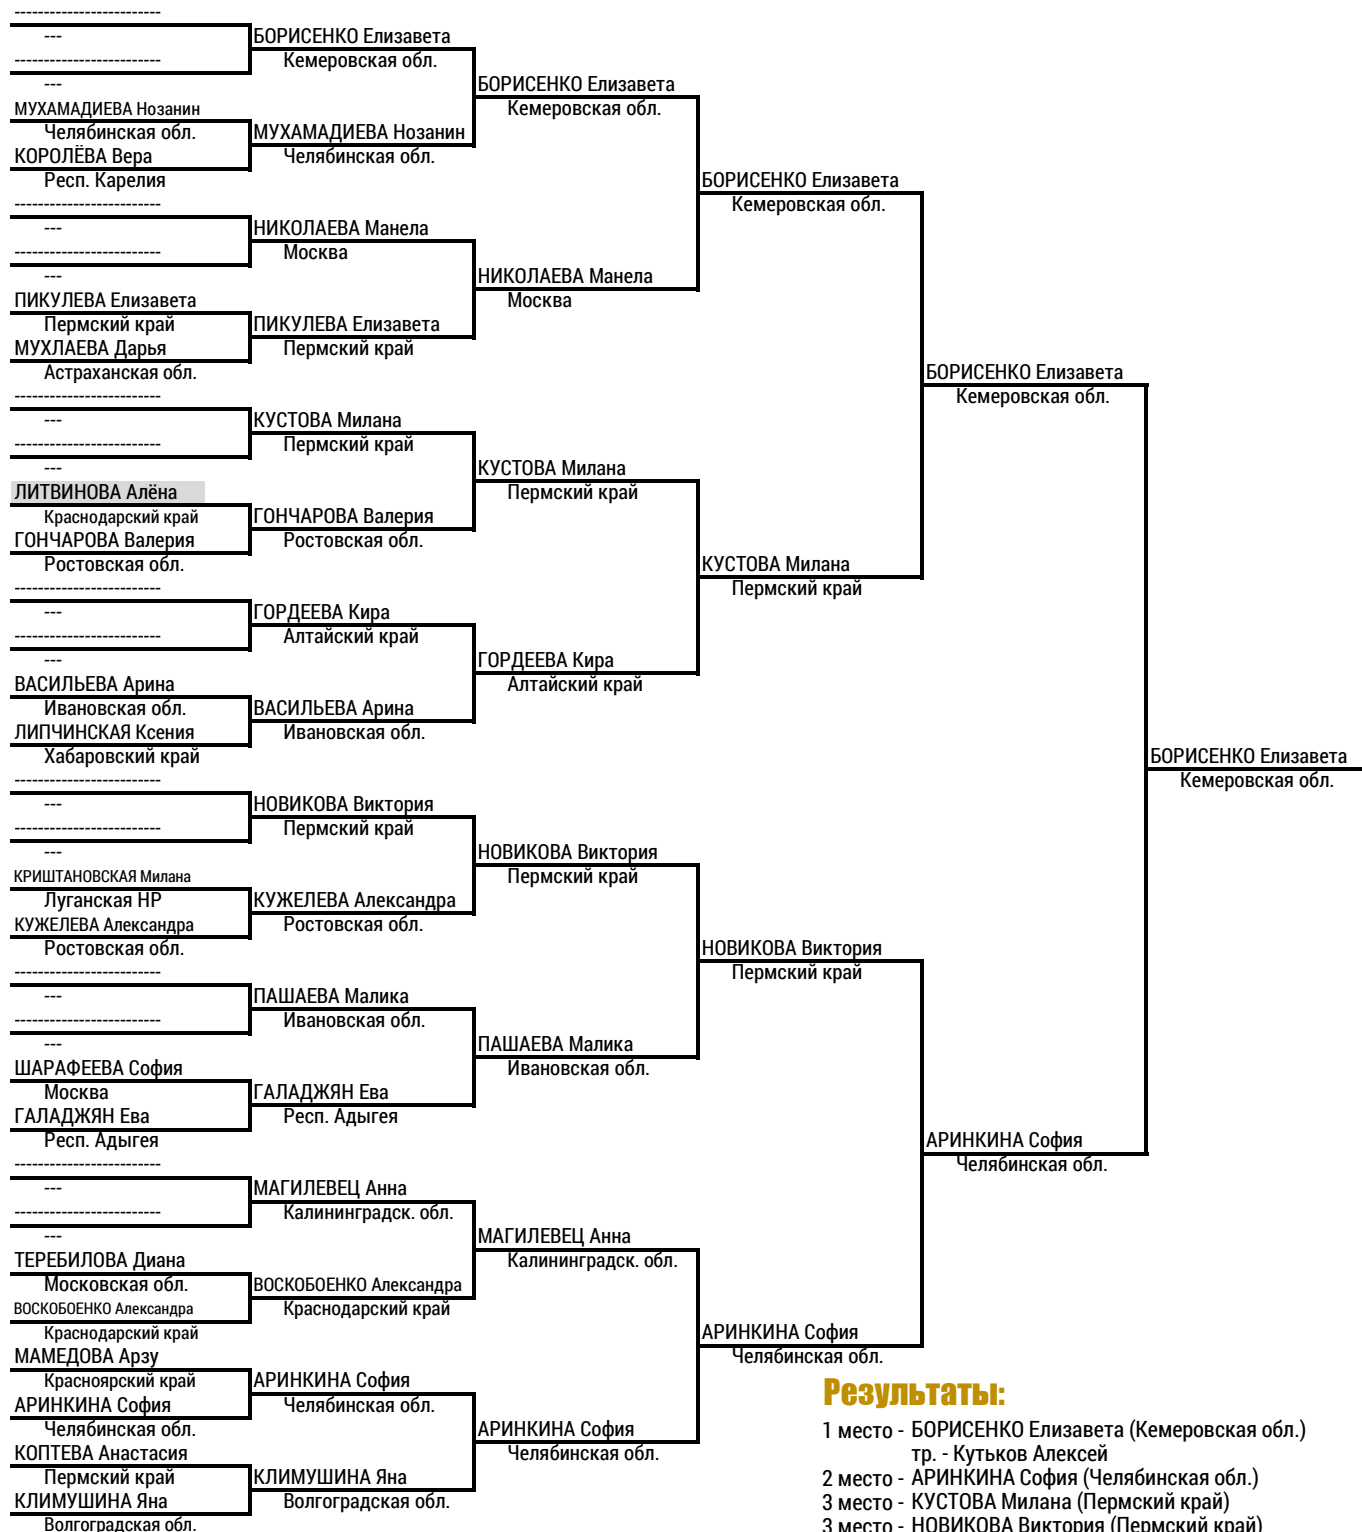 -------------------------
---
-------------------------
---
МУХАМАДИЕВА Нозанин
Челябинская обл.
КОРОЛЁВА Вера
Респ. Карелия
-------------------------
---
-------------------------
---
ПИКУЛЕВА Елизавета
Пермский край
МУХЛАЕВА Дарья
Астраханская обл.
-------------------------
---
-------------------------
---
ЛИТВИНОВА Алёна
Краснодарский край
ГОНЧАРОВА Валерия
Ростовская обл.
-------------------------
---
-------------------------
---
ВАСИЛЬЕВА Арина
Ивановская обл.
ЛИПЧИНСКАЯ Ксения
Хабаровский край
-------------------------
---
-------------------------
---
КРИШТАНОВСКАЯ Милана
Луганская НР
КУЖЕЛЕВА Александра
Ростовская обл.
-------------------------
---
-------------------------
---
ШАРАФЕЕВА София
Москва
ГАЛАДЖЯН Ева
Респ. Адыгея
-------------------------
---
-------------------------
---
ТЕРЕБИЛОВА Диана
Московская обл.
ВОСКОБОЕНКО Александра
Краснодарский край
МАМЕДОВА Арзу
Красноярский край
АРИНКИНА София
Челябинская обл.
КОПТЕВА Анастасия
Пермский край
КЛИМУШИНА Яна
Волгоградская обл.
БОРИСЕНКО Елизавета
Кемеровская обл.
МУХАМАДИЕВА Нозанин
Челябинская обл.
НИКОЛАЕВА Манела
Москва
ПИКУЛЕВА Елизавета
Пермский край
КУСТОВА Милана
Пермский край
ГОНЧАРОВА Валерия
Ростовская обл.
ГОРДЕЕВА Кира
Алтайский край
ВАСИЛЬЕВА Арина
Ивановская обл.
НОВИКОВА Виктория
Пермский край
КУЖЕЛЕВА Александра
Ростовская обл.
ПАШАЕВА Малика
Ивановская обл.
ГАЛАДЖЯН Ева
Респ. Адыгея
МАГИЛЕВЕЦ Анна
Калининградск. обл.
ВОСКОБОЕНКО Александра
Краснодарский край
АРИНКИНА София
Челябинская обл.
КЛИМУШИНА Яна
Волгоградская обл.
БОРИСЕНКО Елизавета
Кемеровская обл.
НИКОЛАЕВА Манела
Москва
КУСТОВА Милана
Пермский край
ГОРДЕЕВА Кира
Алтайский край
НОВИКОВА Виктория
Пермский край
ПАШАЕВА Малика
Ивановская обл.
МАГИЛЕВЕЦ Анна
Калининградск. обл.
АРИНКИНА София
Челябинская обл.
БОРИСЕНКО Елизавета
Кемеровская обл.
КУСТОВА Милана
Пермский край
НОВИКОВА Виктория
Пермский край
АРИНКИНА София
Челябинская обл.
БОРИСЕНКО Елизавета
Кемеровская обл.
АРИНКИНА София
Челябинская обл.
БОРИСЕНКО Елизавета
Кемеровская обл.
Результаты:
1 место - БОРИСЕНКО Елизавета (Кемеровская обл.)
тр. - Кутьков Алексей
2 место - АРИНКИНА София (Челябинская обл.)
3 место - КУСТОВА Милана (Пермский край)
3 место - НОВИКОВА Виктория (Пермский край)